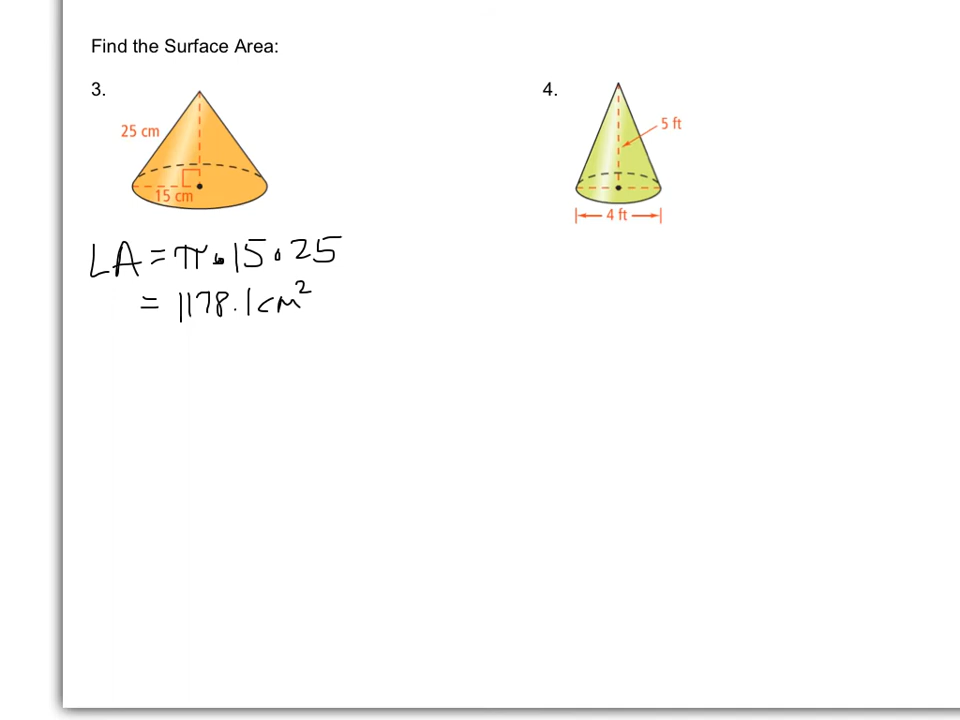 Find the Surface Area:
3.
25 cm
15 cm
LA = π • 15 • 25
= 1178.1 cm²
4.
5 ft
4 ft